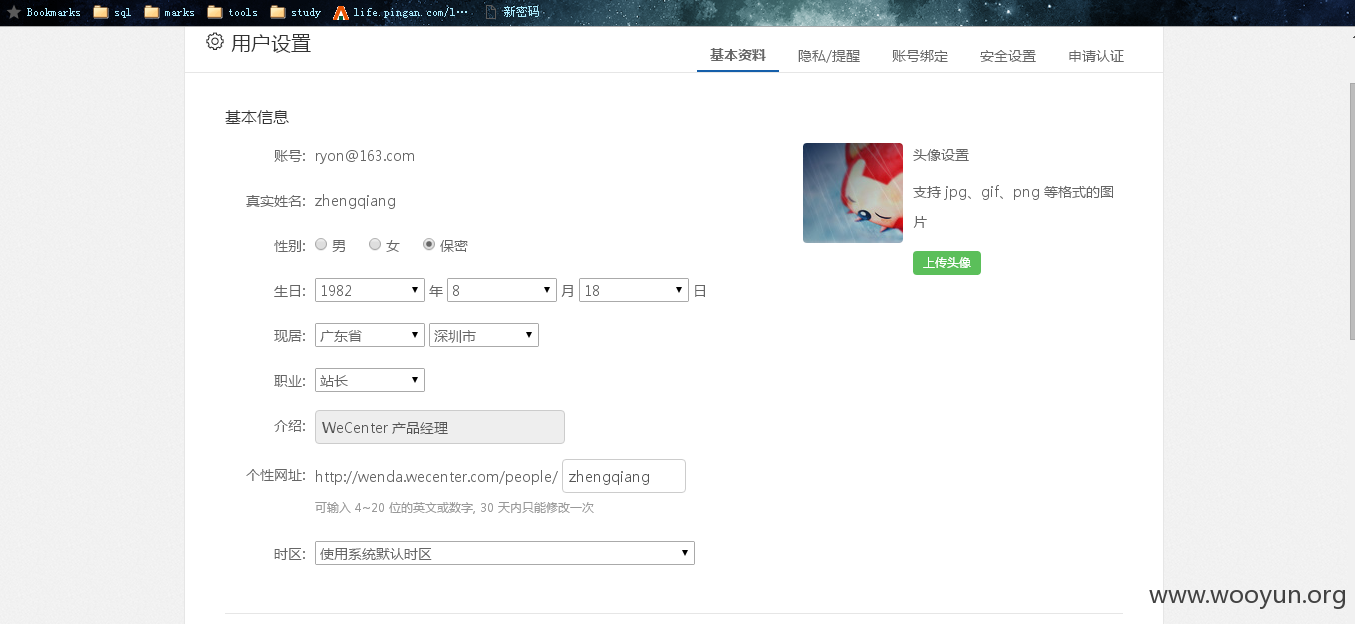 Bookmarks sql marks tools study life.pingan.com/l… 新密码
用户设置
基本资料 隐私/提醒 账号绑定 安全设置 申请认证
基本信息
账号: ryon@163.com
头像设置
支持 jpg、gif、png 等格式的图
片
上传头像
真实姓名: zhengqiang
性别: 男 女 保密
生日: 1982 年 8 月 18 日
现居: 广东省 深圳市
职业: 站长
介绍: WeCenter 产品经理
个性网址: http://wenda.wecenter.com/people/ zhengqiang
可输入 4~20 位的英文或数字, 30 天内只能修改一次
时区: 使用系统默认时区
www.wooyun.org